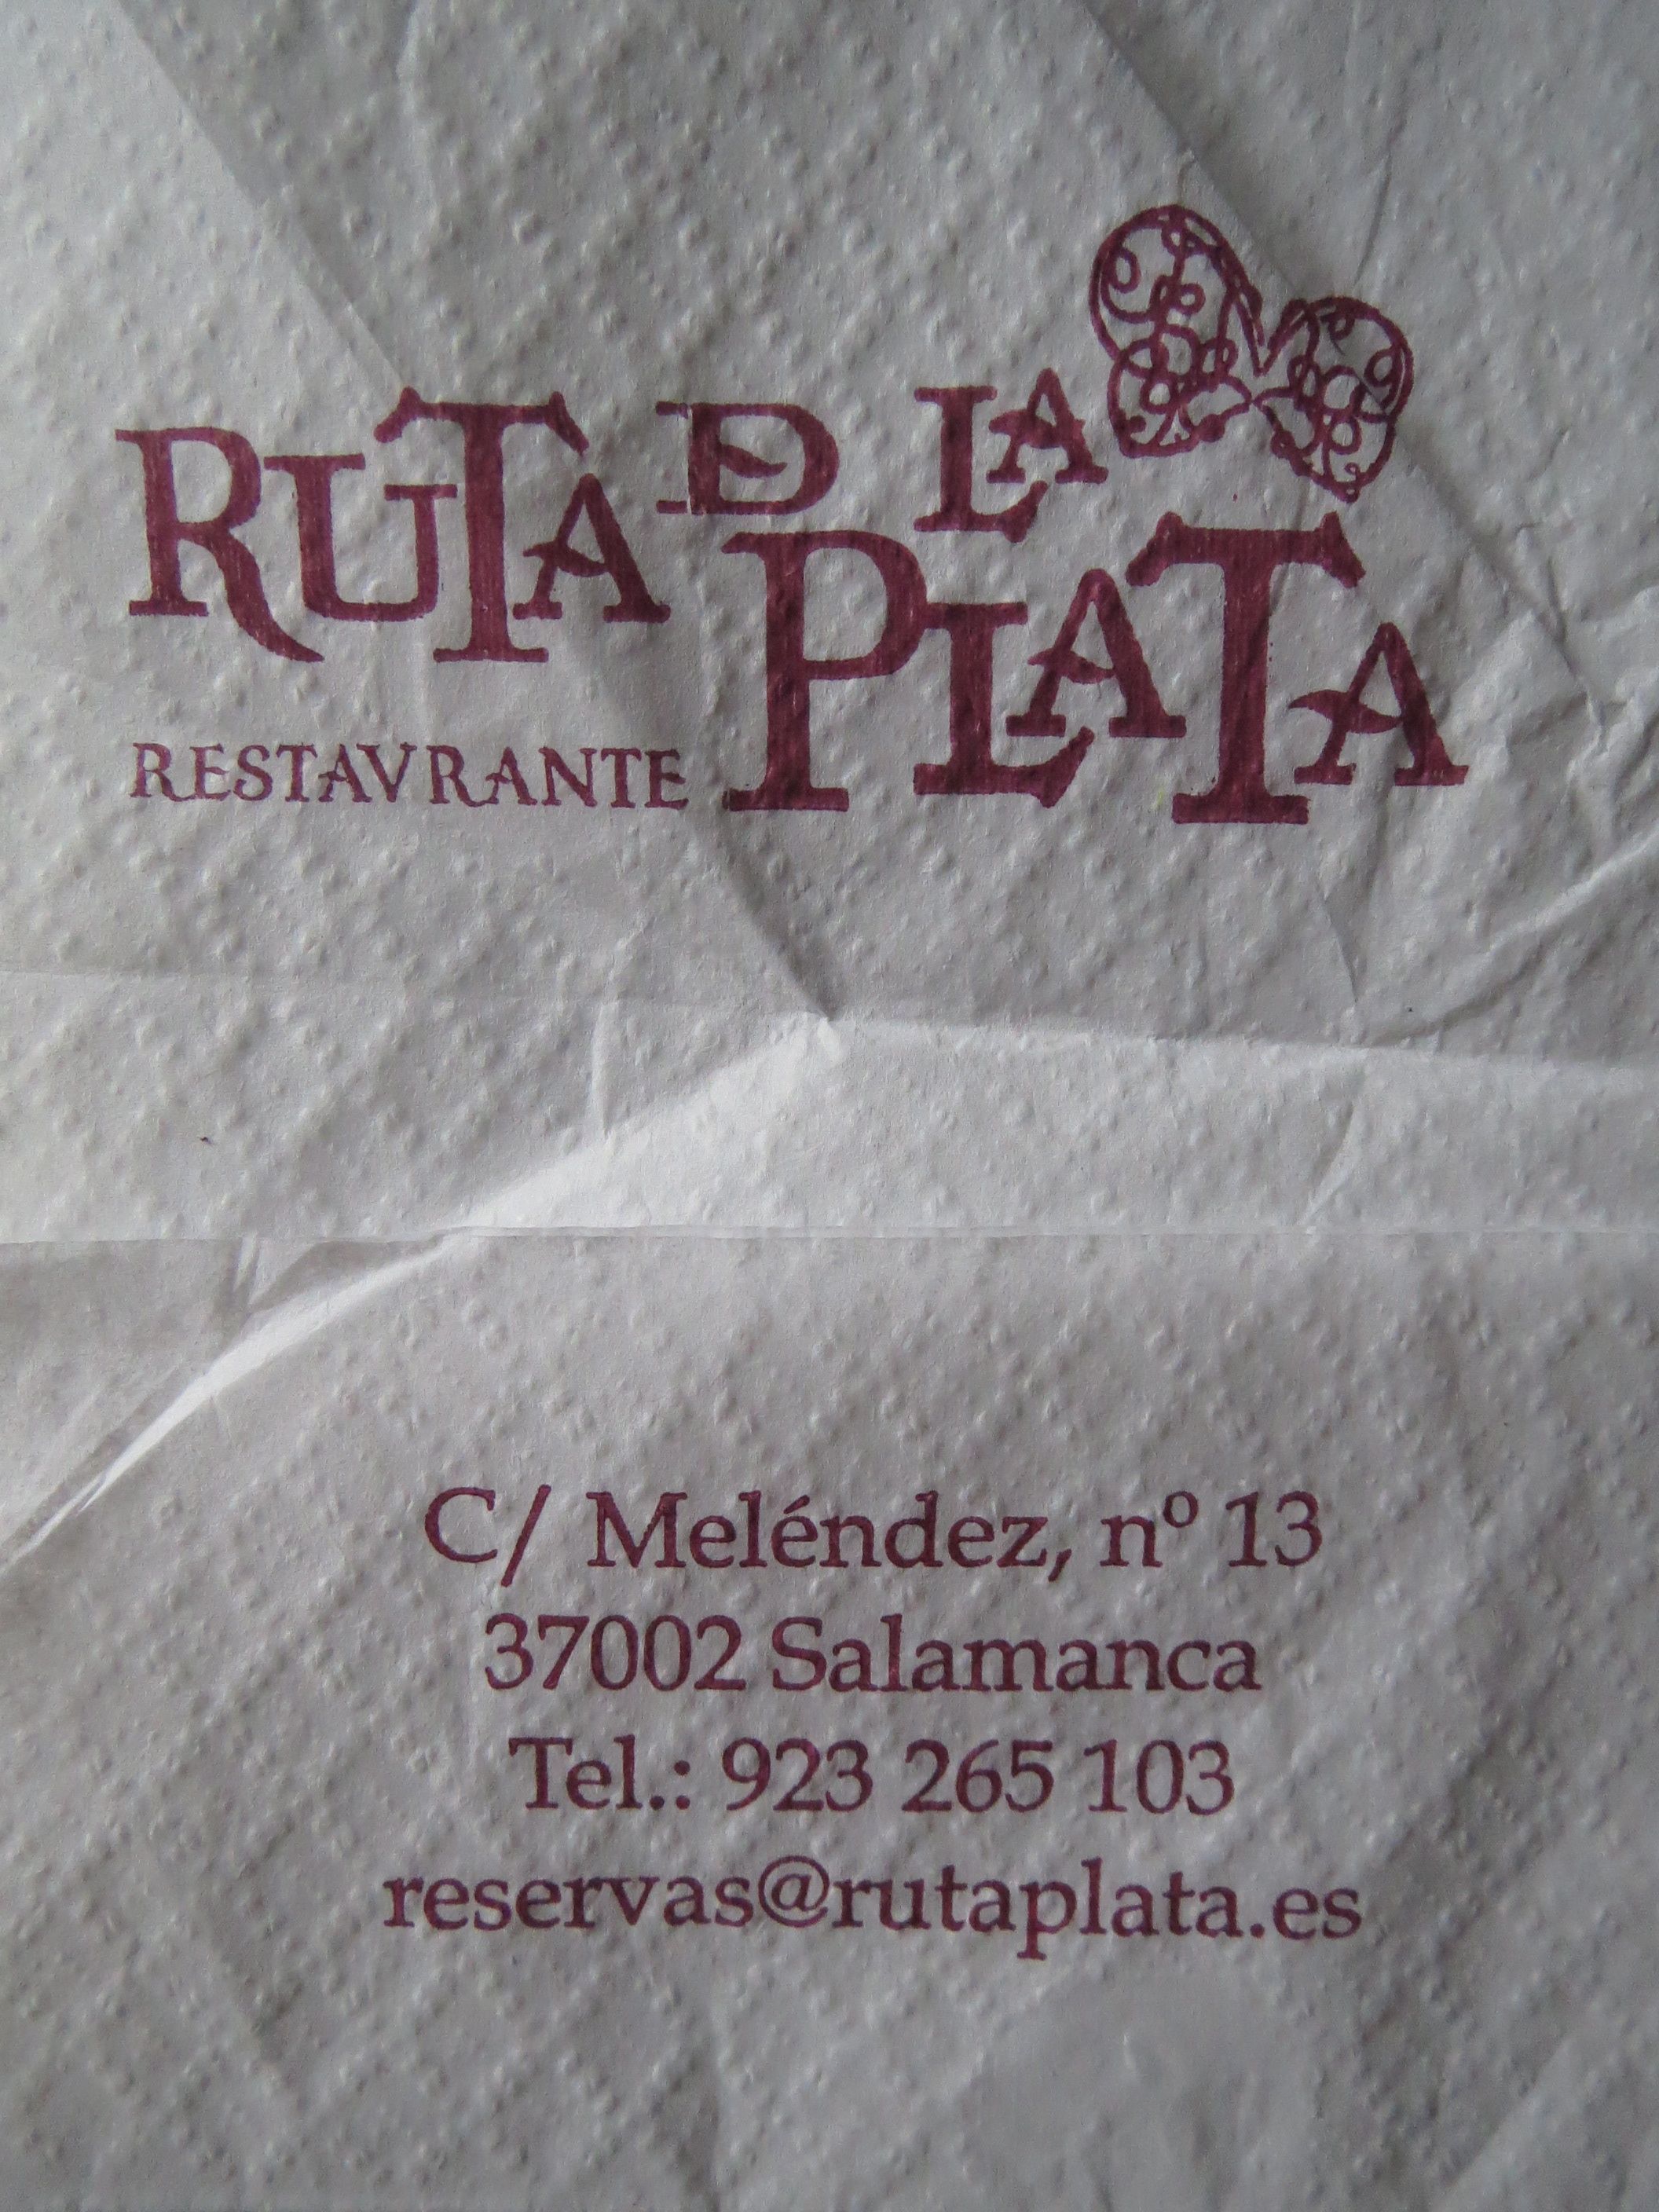 RUTA DE LA
PLATA
RESTAVRANTE
C/ Meléndez, nº 13
37002 Salamanca
Tel.: 923 265 103
reservas@rutaplata.es